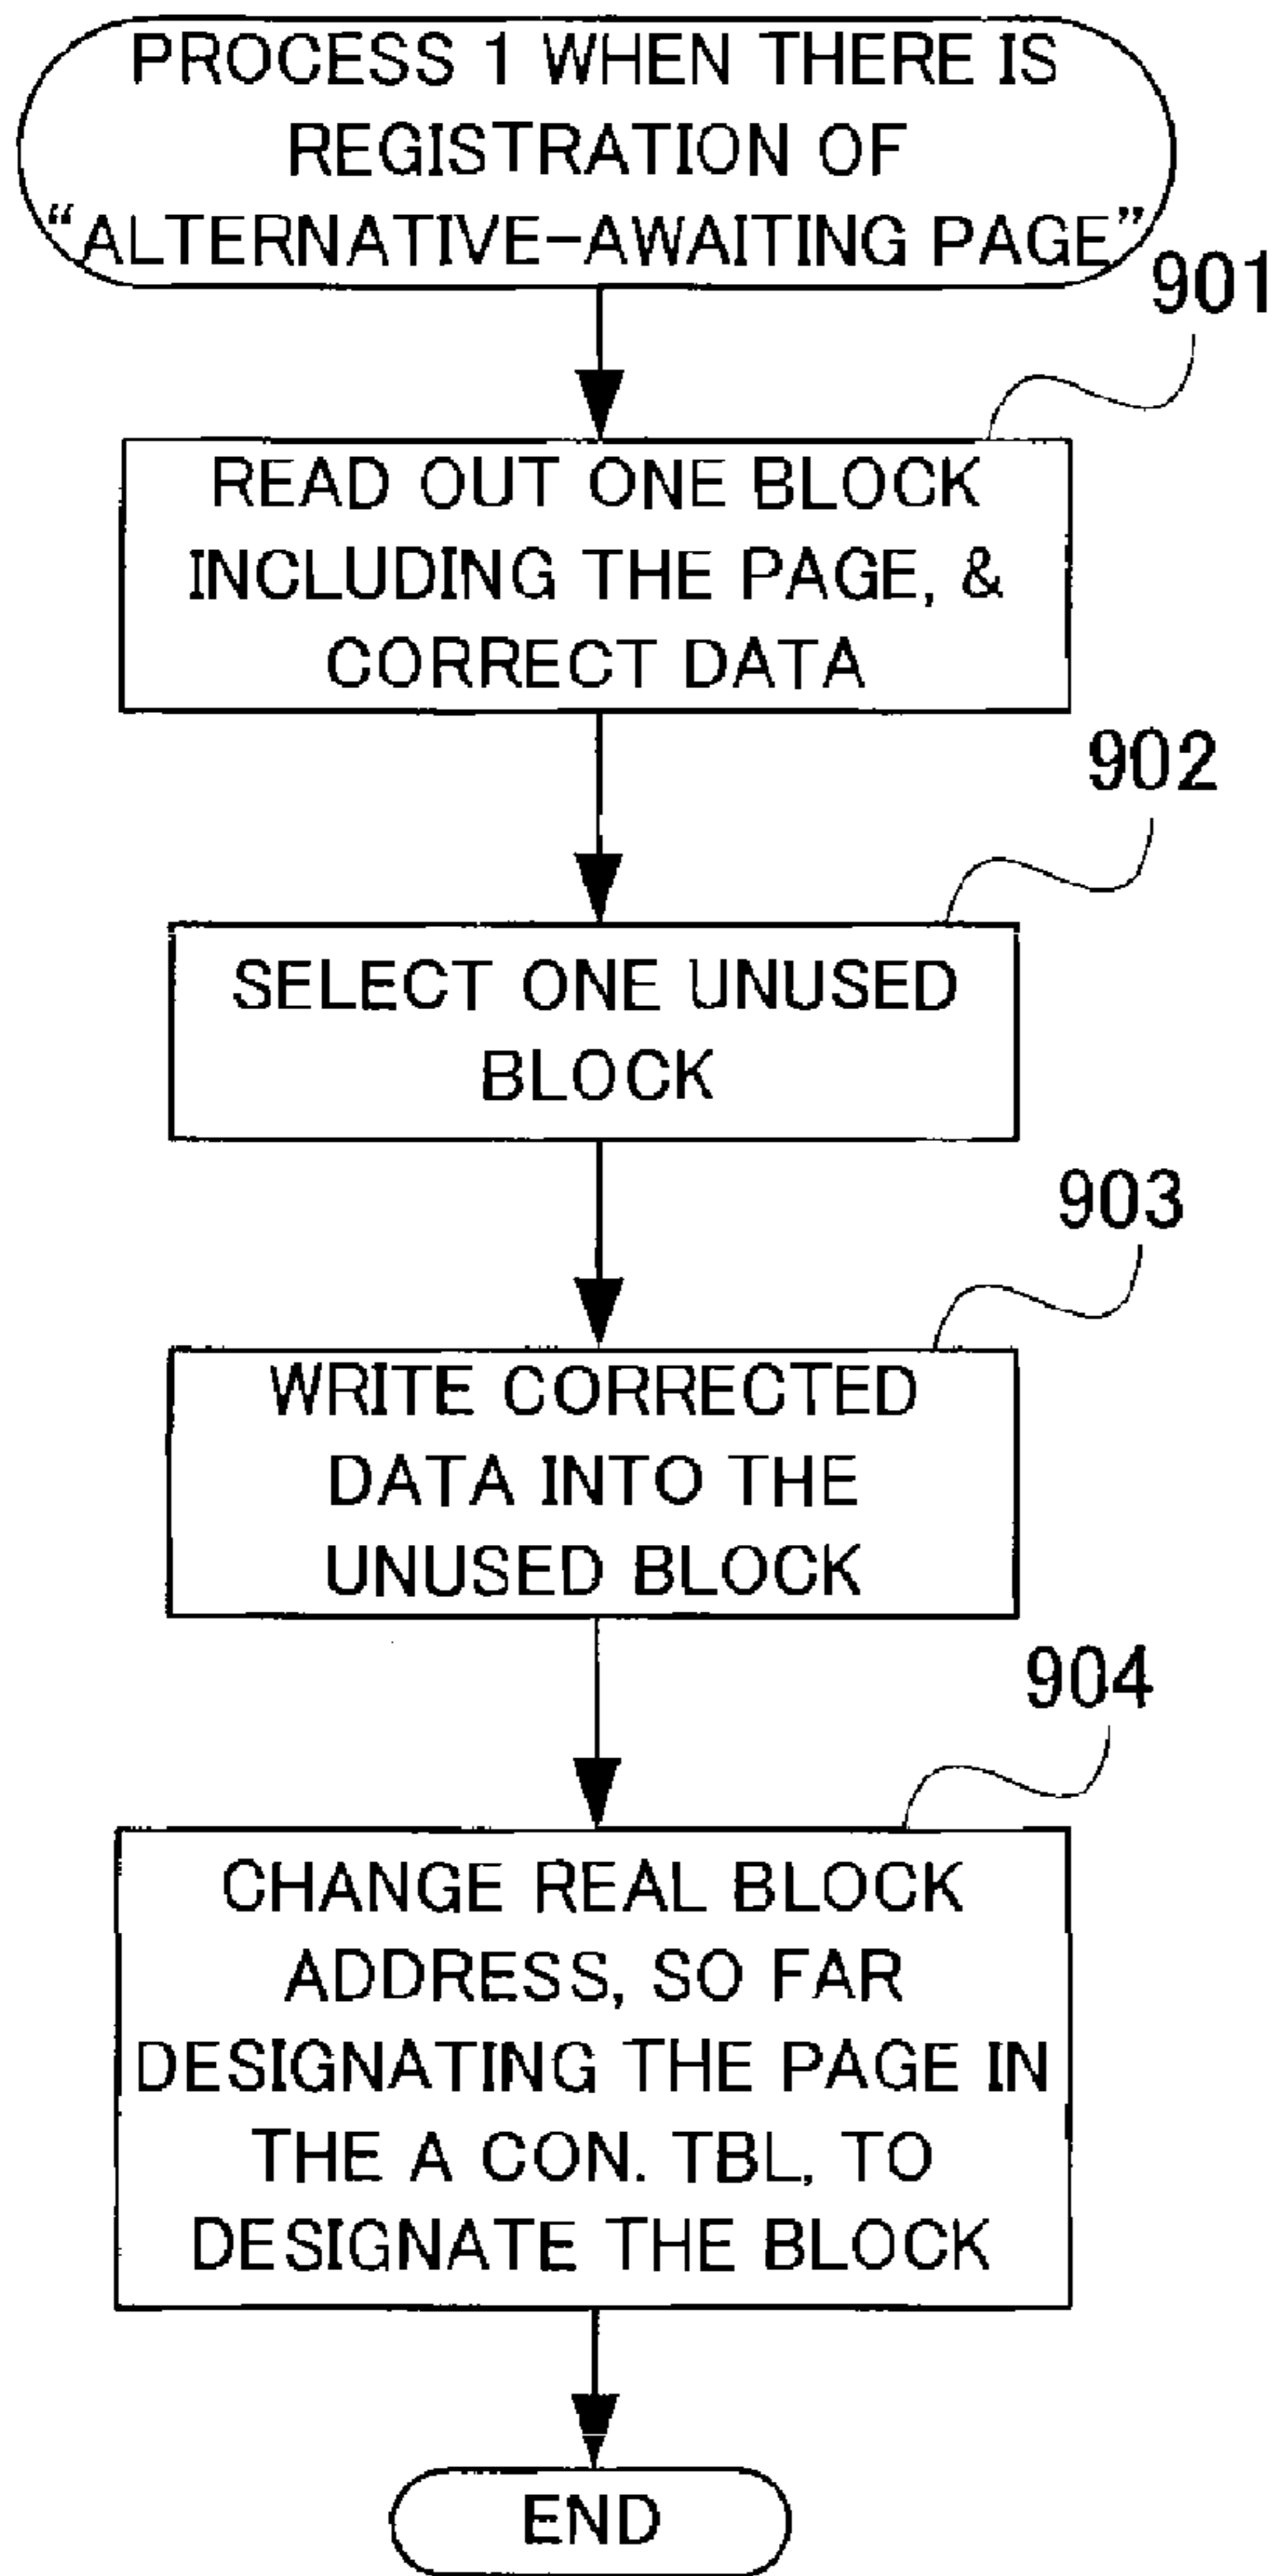 PROCESS 1 WHEN THERE IS
REGISTRATION OF
“ALTERNATIVE-AWAITING PAGE”
901
READ OUT ONE BLOCK
INCLUDING THE PAGE, &
CORRECT DATA
902
SELECT ONE UNUSED
BLOCK
903
WRITE CORRECTED
DATA INTO THE
UNUSED BLOCK
904
CHANGE REAL BLOCK
ADDRESS, SO FAR
DESIGNATING THE PAGE IN
THE A CON. TBL, TO
DESIGNATE THE BLOCK
END